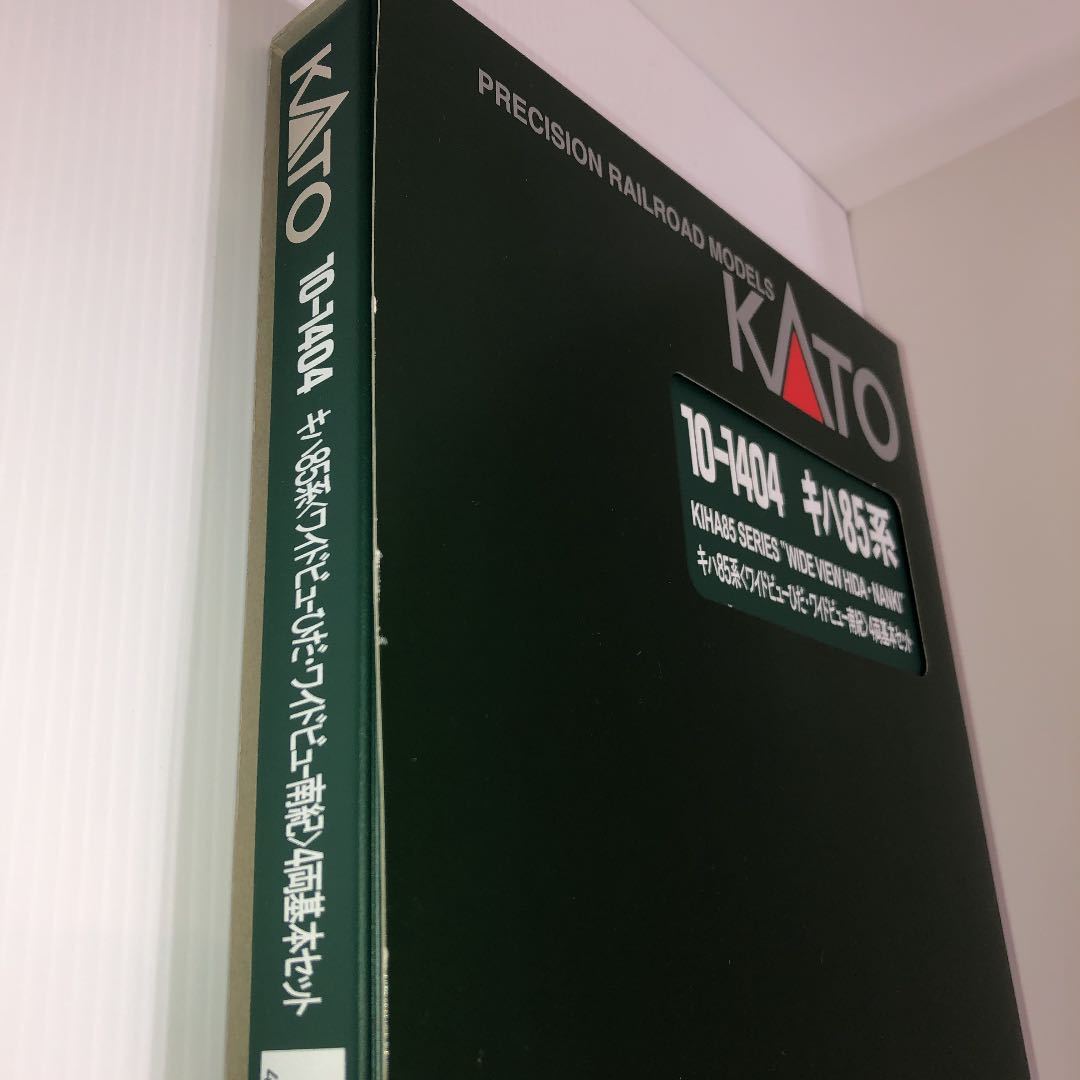 KATO
10-1404
キハ85系〈ワイドビューひだ・ワイドビュー南紀〉4両基本セット
PRECISION RAILROAD MODELS
KATO
10-1404 キハ85系
KIHA85 SERIES "WIDE VIEW HIDA・NANKI"
キハ85系〈ワイドビューひだ・ワイドビュー南紀〉4両基本セット